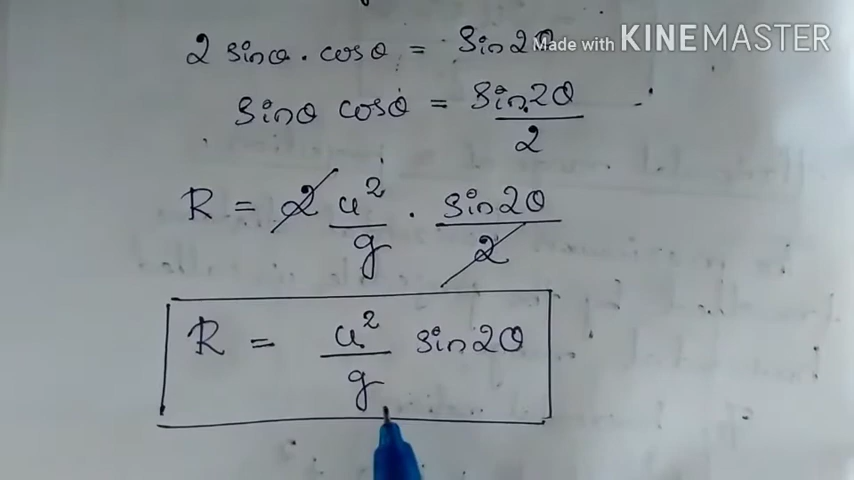 2 sinθ . cosθ = Sin2θ
Made with KINEMASTER
Sinθ cosθ = Sin2θ/2
R = 2 u²/g . Sin2θ/2
R = u²/g Sin2θ